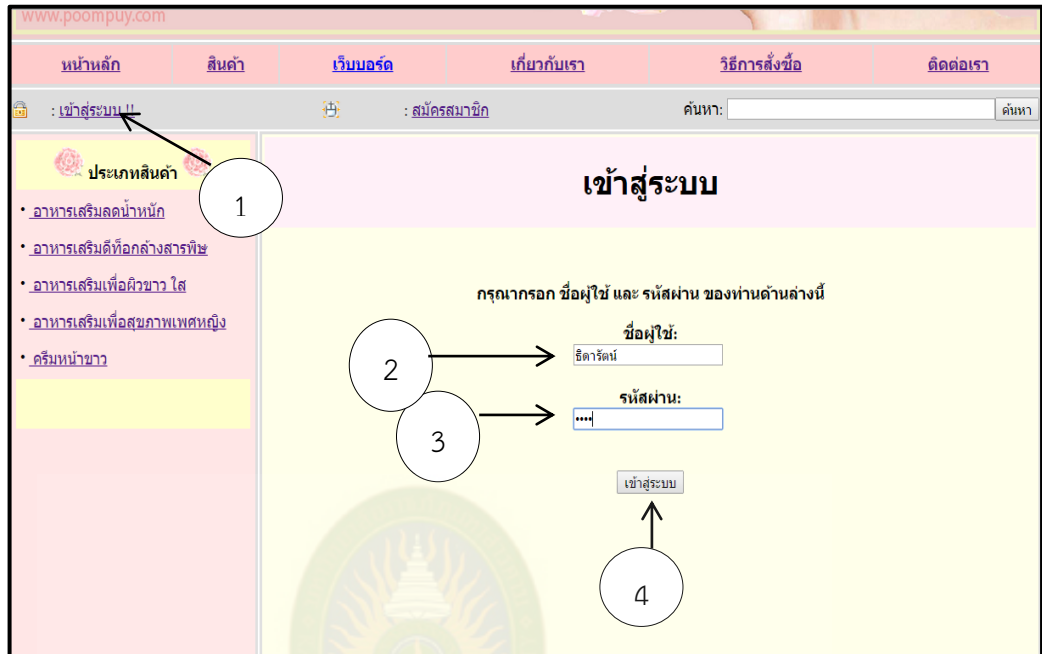 www.poompuy.com
หน้าหลัก สินค้า เว็บบอร์ด เกี่ยวกับเรา วิธีการสั่งซื้อ ติดต่อเรา
: เข้าสู่ระบบ !! : สมัครสมาชิก ค้นหา: ค้นหา
ประเภทสินค้า
1
• อาหารเสริมลดน้ำหนัก
• อาหารเสริมดีท็อกล้างสารพิษ
• อาหารเสริมเพื่อผิวขาว ใส
• อาหารเสริมเพื่อสุขภาพเพศหญิง
• ครีมหน้าขาว
เข้าสู่ระบบ
กรุณากรอก ชื่อผู้ใช้ และ รหัสผ่าน ของท่านด้านล่างนี้
ชื่อผู้ใช้:
2 ธิดารัตน์
รหัสผ่าน:
3 ••••
เข้าสู่ระบบ
4